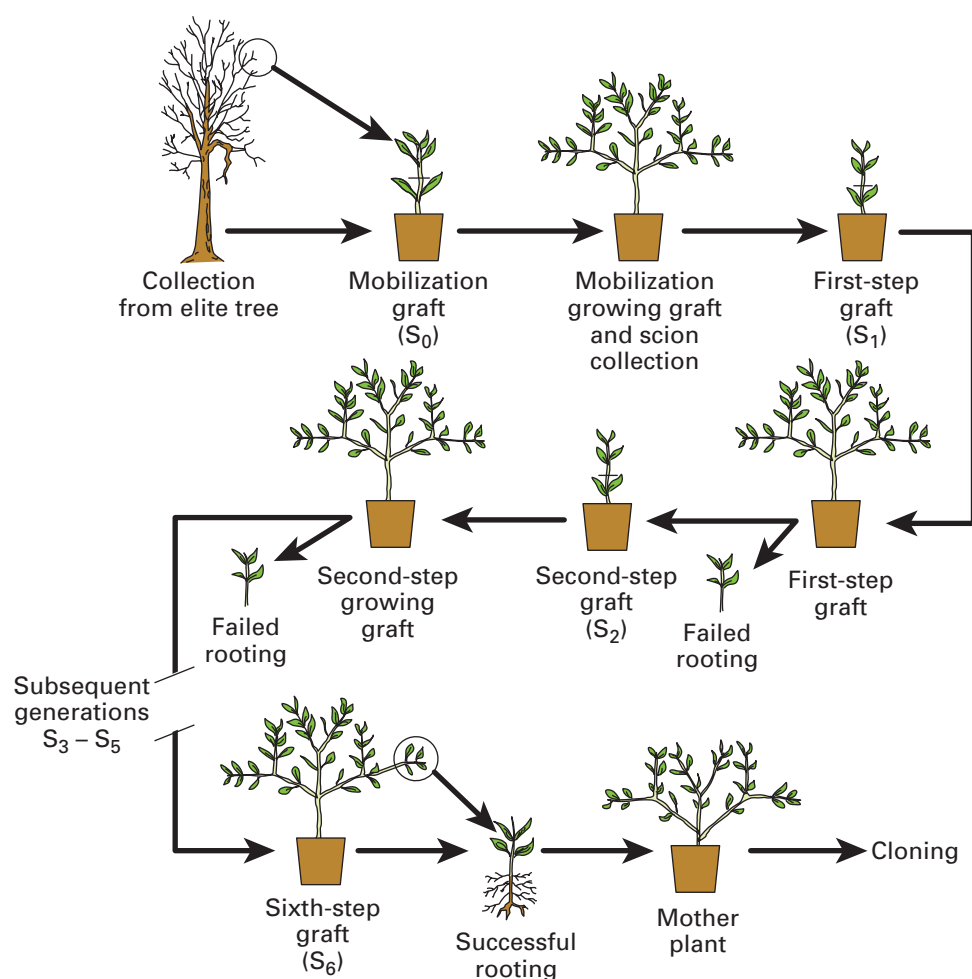 Collection
from elite tree
Mobilization
graft
(S₀)
Mobilization
growing graft
and scion
collection
First-step
graft
(S₁)
Second-step
growing
graft
Failed
rooting
Second-step
graft
(S₂)
Failed
rooting
First-step
graft
Subsequent
generations
S₃ – S₅
Sixth-step
graft
(S₆)
Successful
rooting
Mother
plant
Cloning